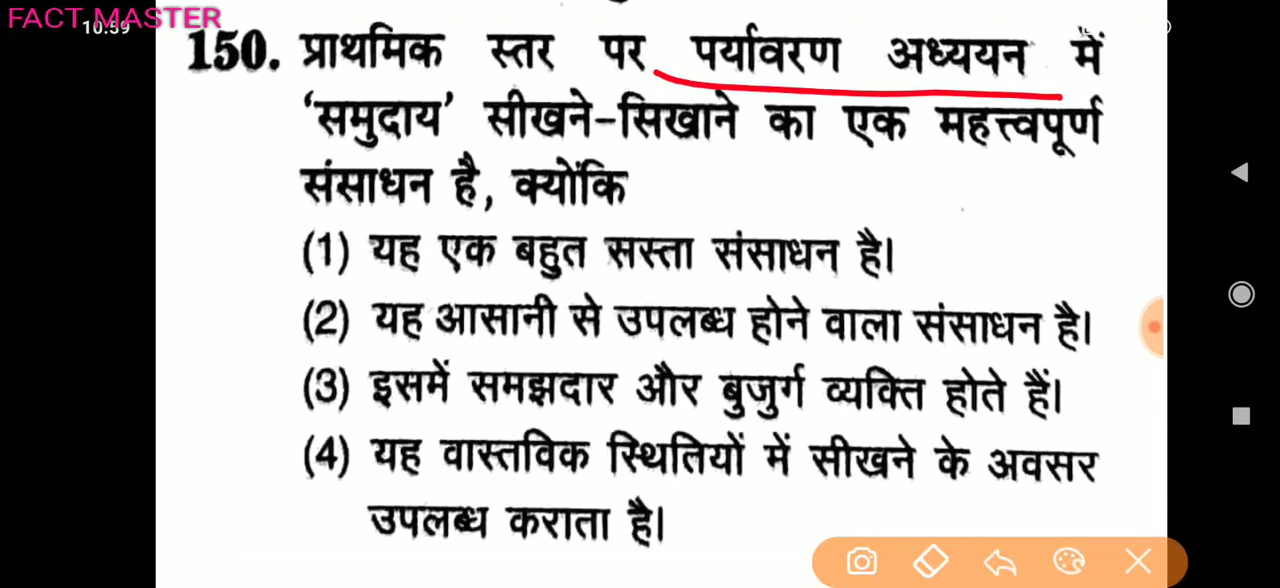 FACT MASTER
10:59
150. प्राथमिक स्तर पर पर्यावरण अध्ययन में
‘समुदाय’ सीखने-सिखाने का एक महत्त्वपूर्ण
संसाधन है, क्योंकि
(1) यह एक बहुत सस्ता संसाधन है।
(2) यह आसानी से उपलब्ध होने वाला संसाधन है।
(3) इसमें समझदार और बुजुर्ग व्यक्ति होते हैं।
(4) यह वास्तविक स्थितियों में सीखने के अवसर
उपलब्ध कराता है।